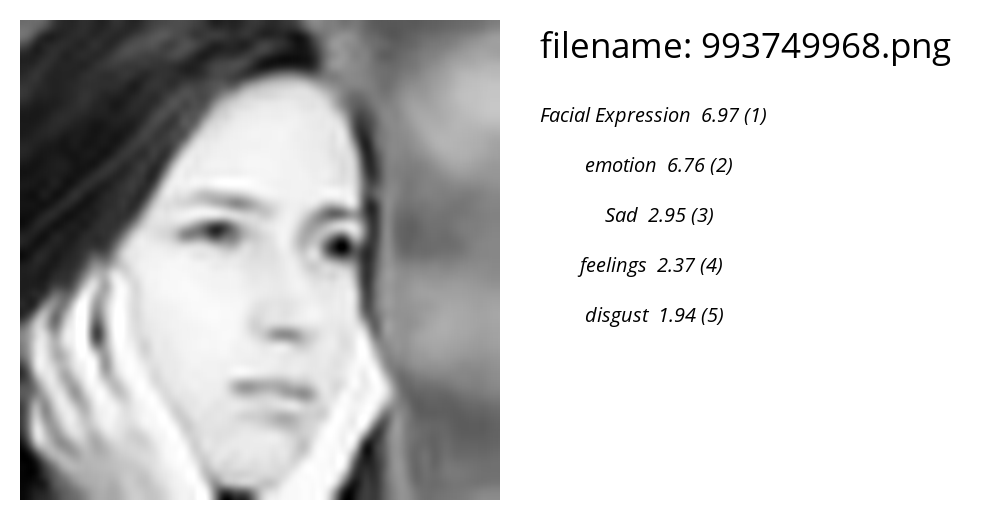 filename: 993749968.png
Facial Expression 6.97 (1)
emotion 6.76 (2)
Sad 2.95 (3)
feelings 2.37 (4)
disgust 1.94 (5)